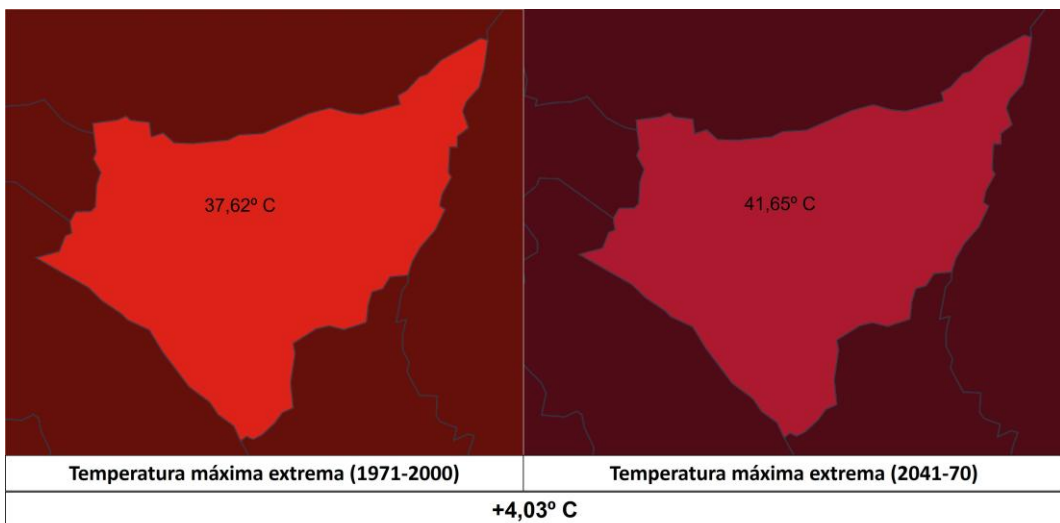 37,62º C
41,65º C
Temperatura máxima extrema (1971-2000)
Temperatura máxima extrema (2041-70)
+4,03º C